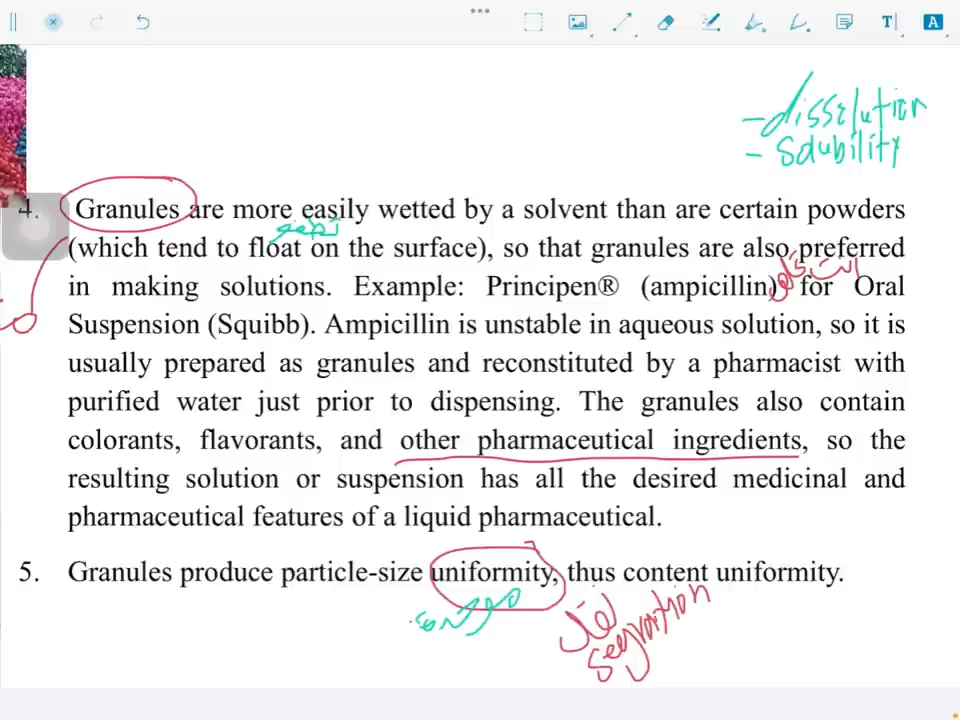 - dissolution
- solubility
4. Granules are more easily wetted by a solvent than are certain powders
تطفو
(which tend to float on the surface), so that granules are also preferred
in making solutions. Example: Principen® (ampicillin) for Oral
Suspension (Squibb). Ampicillin is unstable in aqueous solution, so it is
usually prepared as granules and reconstituted by a pharmacist with
purified water just prior to dispensing. The granules also contain
colorants, flavorants, and other pharmaceutical ingredients, so the
resulting solution or suspension has all the desired medicinal and
pharmaceutical features of a liquid pharmaceutical.
5. Granules produce particle-size uniformity, thus content uniformity.